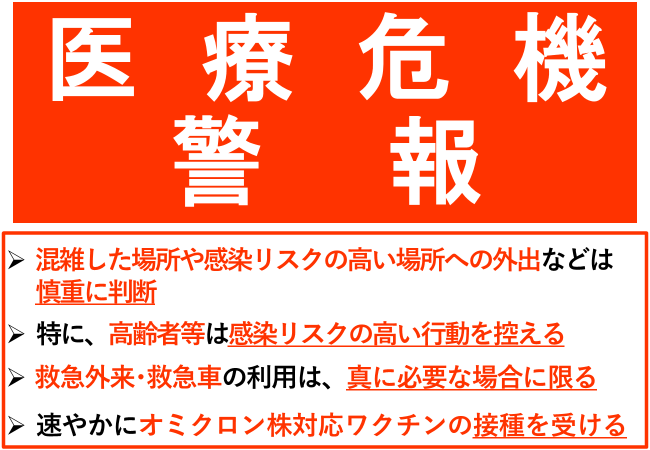 医療危機
警報
➢ 混雑した場所や感染リスクの高い場所への外出などは
慎重に判断
➢ 特に、高齢者等は感染リスクの高い行動を控える
➢ 救急外来･救急車の利用は、真に必要な場合に限る
➢ 速やかにオミクロン株対応ワクチンの接種を受ける